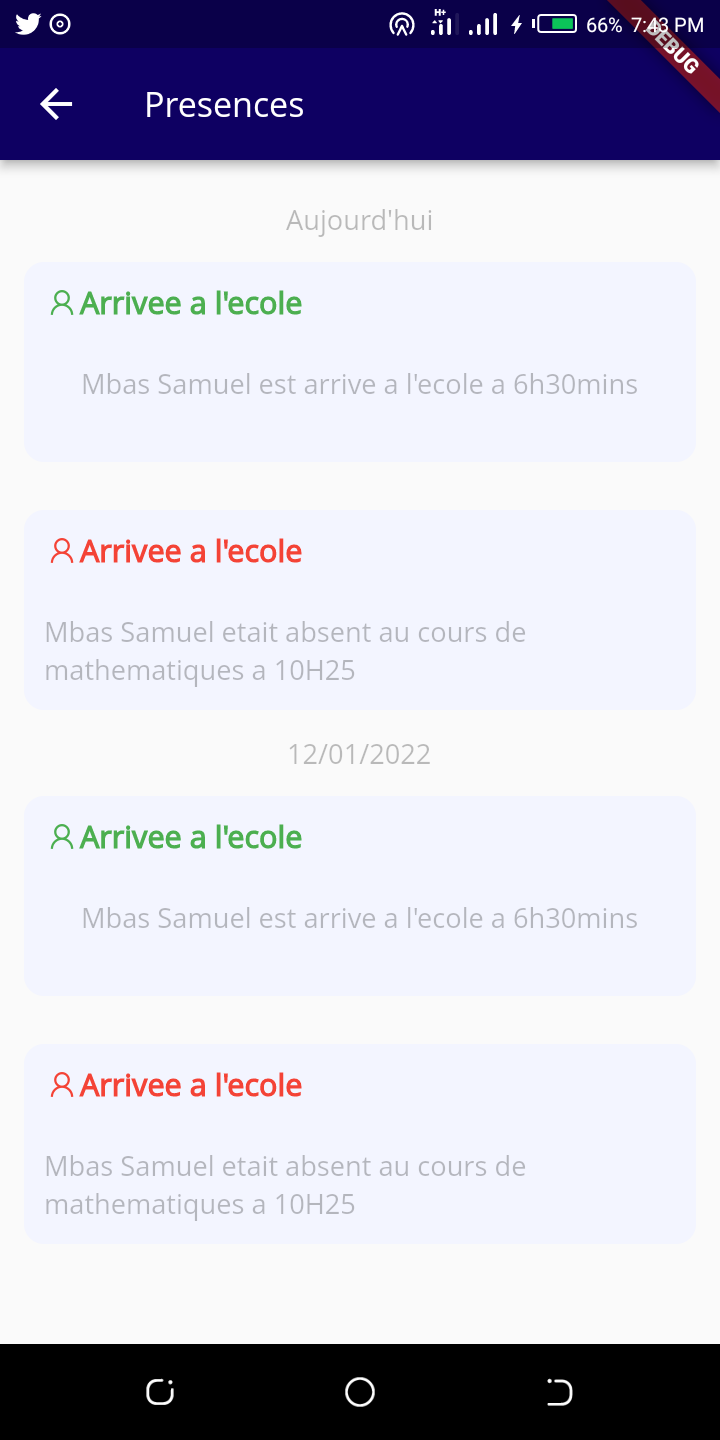 H+
66% 7:43 PM
DEBUG
Presences
Aujourd'hui
Arrivee a l'ecole
Mbas Samuel est arrive a l'ecole a 6h30mins
Arrivee a l'ecole
Mbas Samuel etait absent au cours de
mathematiques a 10H25
12/01/2022
Arrivee a l'ecole
Mbas Samuel est arrive a l'ecole a 6h30mins
Arrivee a l'ecole
Mbas Samuel etait absent au cours de
mathematiques a 10H25